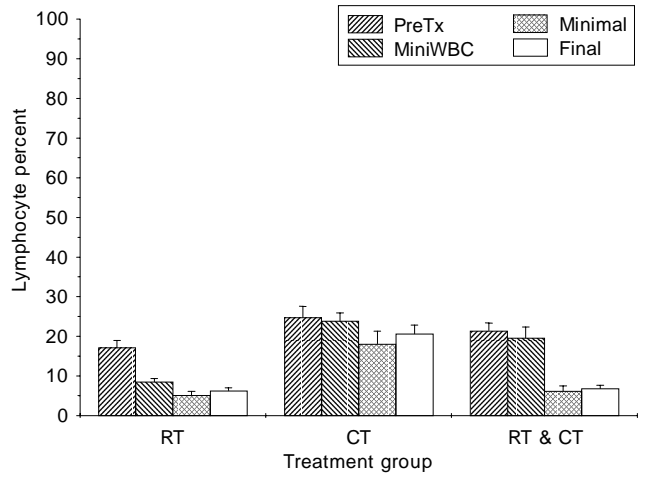 PreTx
MiniWBC
Minimal
Final
Lymphocyte percent
100
90
80
70
60
50
40
30
20
10
0
RT
CT
RT & CT
Treatment group